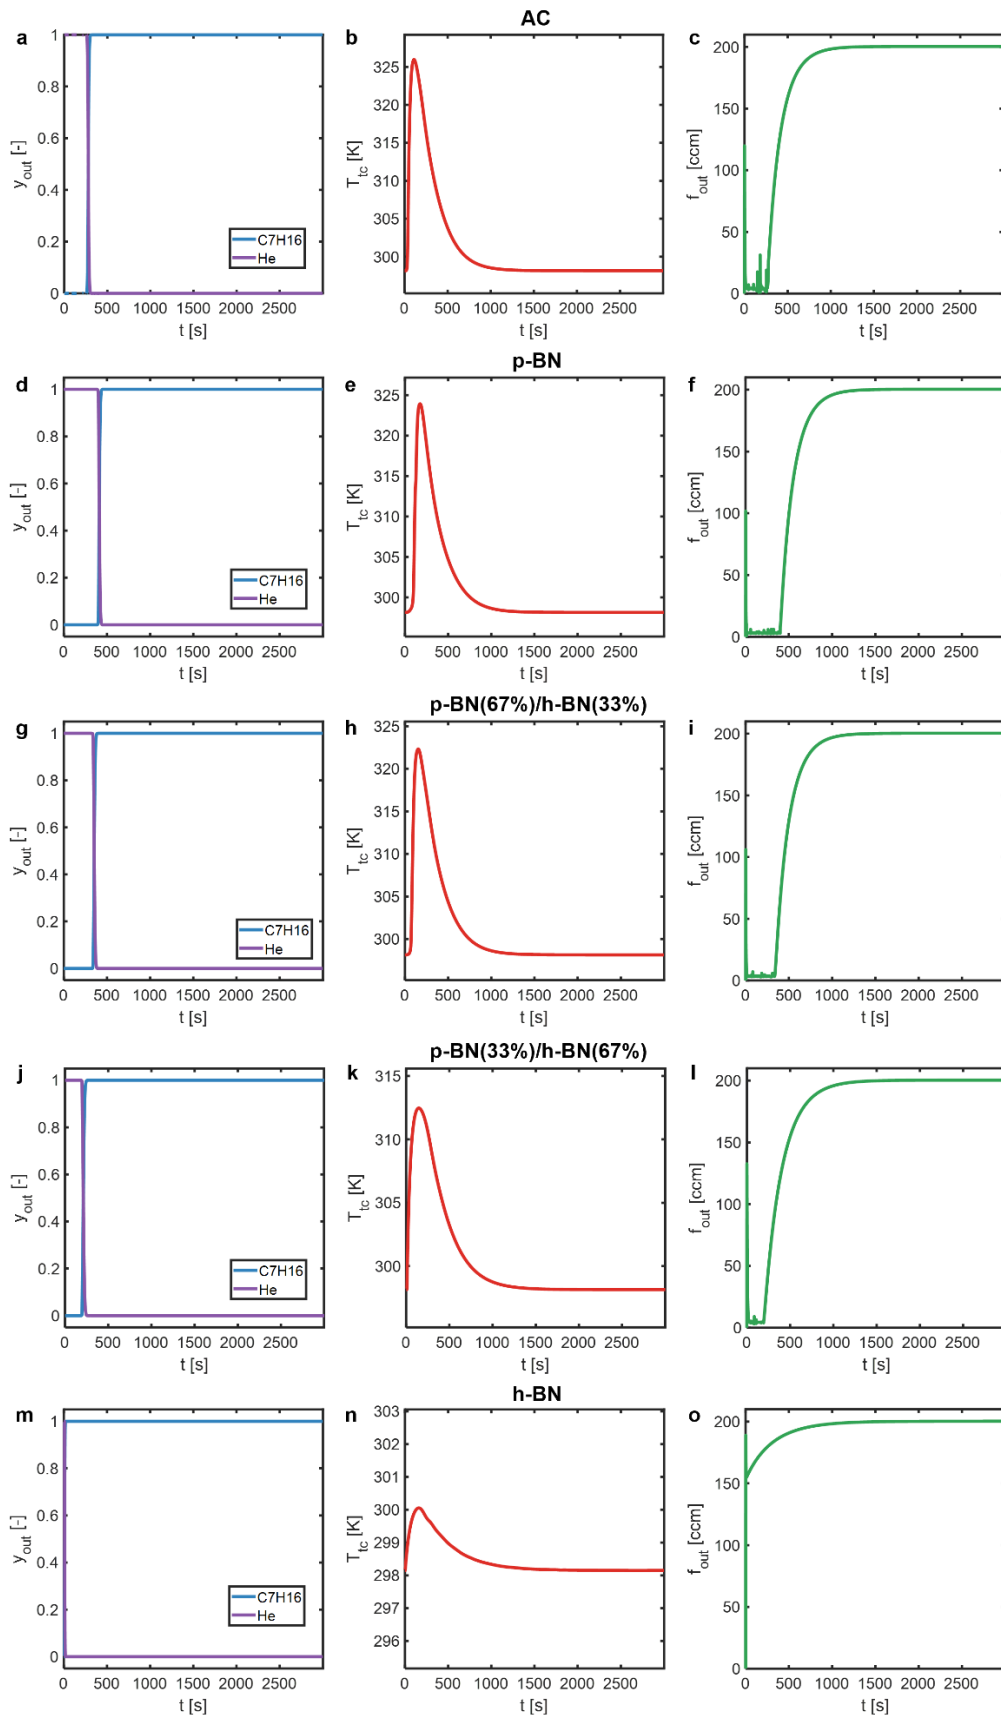 AC
a
b
c
1
0.8
0.6
0.4
0.2
0
y_out [-]
C7H16
He
0 500 1000 1500 2000 2500
t [s]
325
320
315
310
305
300
T_tc [K]
0 500 1000 1500 2000 2500
t [s]
200
150
100
50
0
f_out [ccm]
0 500 1000 1500 2000 2500
t [s]
p-BN
d
e
f
1
0.8
0.6
0.4
0.2
0
y_out [-]
C7H16
He
0 500 1000 1500 2000 2500
t [s]
325
320
315
310
305
300
T_tc [K]
0 500 1000 1500 2000 2500
t [s]
200
150
100
50
0
f_out [ccm]
0 500 1000 1500 2000 2500
t [s]
p-BN(67%)/h-BN(33%)
g
h
i
1
0.8
0.6
0.4
0.2
0
y_out [-]
C7H16
He
0 500 1000 1500 2000 2500
t [s]
325
320
315
310
305
300
T_tc [K]
0 500 1000 1500 2000 2500
t [s]
200
150
100
50
0
f_out [ccm]
0 500 1000 1500 2000 2500
t [s]
p-BN(33%)/h-BN(67%)
j
k
l
1
0.8
0.6
0.4
0.2
0
y_out [-]
C7H16
He
0 500 1000 1500 2000 2500
t [s]
315
310
305
300
T_tc [K]
0 500 1000 1500 2000 2500
t [s]
200
150
100
50
0
f_out [ccm]
0 500 1000 1500 2000 2500
t [s]
h-BN
m
n
o
1
0.8
0.6
0.4
0.2
0
y_out [-]
C7H16
He
0 500 1000 1500 2000 2500
t [s]
303
302
301
300
299
298
297
296
T_tc [K]
0 500 1000 1500 2000 2500
t [s]
200
150
100
50
0
f_out [ccm]
0 500 1000 1500 2000 2500
t [s]